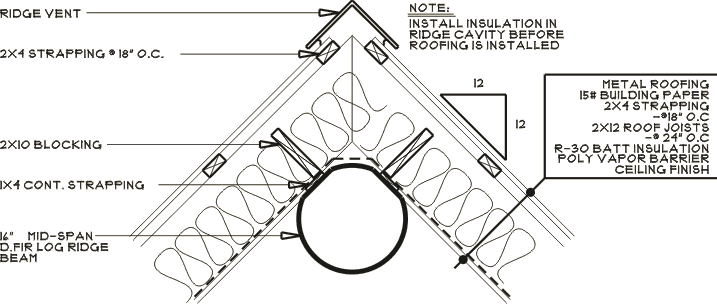 RIDGE VENT
2X4 STRAPPING @ 18" O.C.
2X10 BLOCKING
1X4 CONT. STRAPPING
16" MID-SPAN
D.FIR LOG RIDGE
BEAM
NOTE:
INSTALL INSULATION IN
RIDGE CAVITY BEFORE
ROOFING IS INSTALLED
12
12
METAL ROOFING
15# BUILDING PAPER
2X4 STRAPPING
-@18" O.C
2X12 ROOF JOISTS
-@ 24" O.C
R-30 BATT INSULATION
POLY VAPOR BARRIER
CEILING FINISH